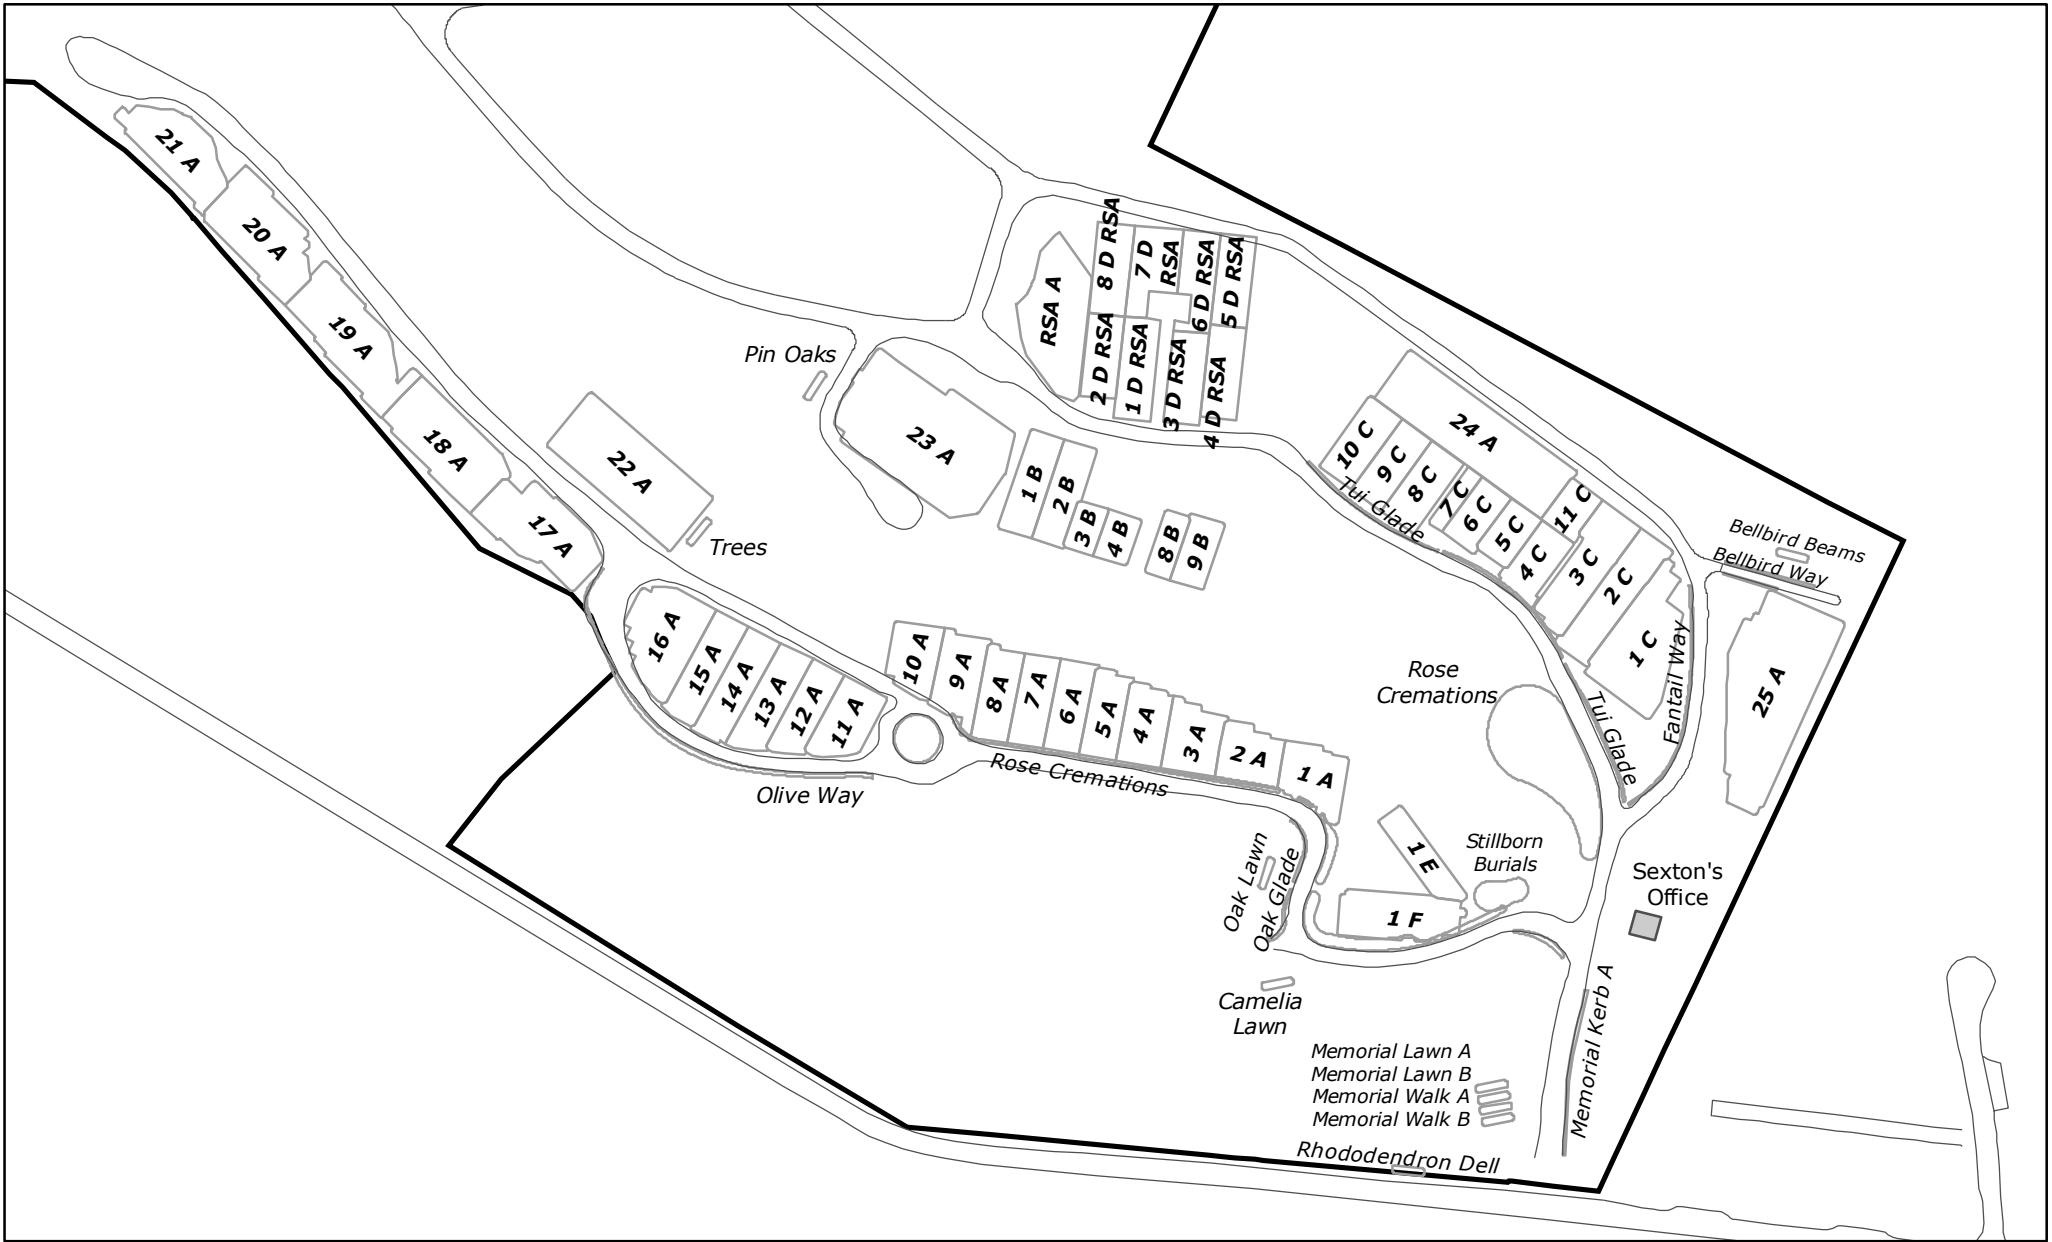 21 A
20 A
19 A
18 A
17 A
22 A
Trees
Pin Oaks
23 A
RSA A
8 D RSA
7 D
RSA
6 D RSA
5 D RSA
2 D RSA
1 D RSA
3 D RSA
4 D RSA
1 B
2 B
3 B
4 B
8 B
9 B
24 A
10 C
9 C
8 C
7 C
6 C
5 C
4 C
11 C
3 C
2 C
1 C
Tui Glade
Tui Glade
Fantail Way
Bellbird Beams
Bellbird Way
25 A
16 A
15 A
14 A
13 A
12 A
11 A
Olive Way
10 A
9 A
8 A
7 A
6 A
5 A
4 A
3 A
2 A
1 A
Rose Cremations
Rose
Cremations
Oak Lawn
Oak Glade
1 E
1 F
Stillborn
Burials
Sexton's
Office
Camelia
Lawn
Memorial Kerb A
Memorial Lawn A
Memorial Lawn B
Memorial Walk A
Memorial Walk B
Rhododendron Dell